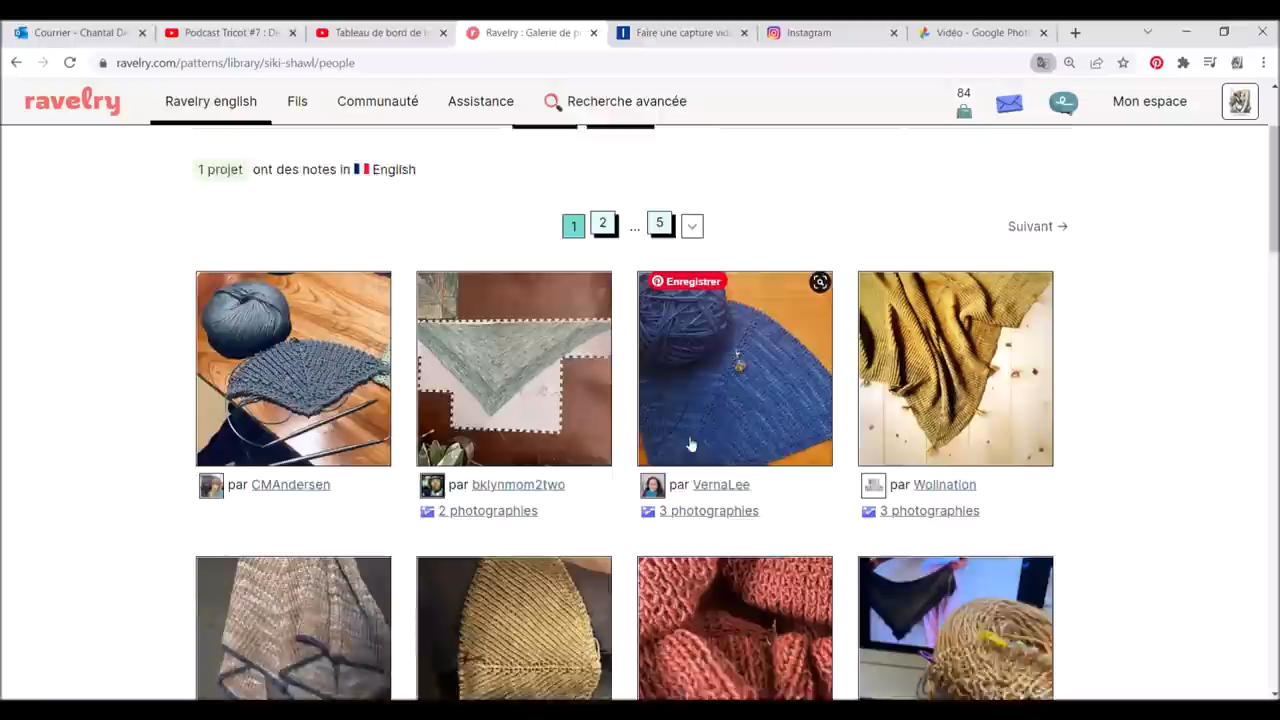 Courrier - Chantal D
Podcast Tricot #7 : D
Tableau de bord de
Ravelry : Galerie de p
Faire une capture vid
Instagram
Vidéo - Google Phot
ravelry.com/patterns/library/siki-shawl/people
ravelry
Ravelry english
Fils
Communauté
Assistance
Recherche avancée
84
Mon espace
1 projet ont des notes in English
1 2 ... 5
Suivant →
Enregistrer
par CMAndersen
par bklynmom2two
par VernaLee
par Wollnation
2 photographies
3 photographies
3 photographies